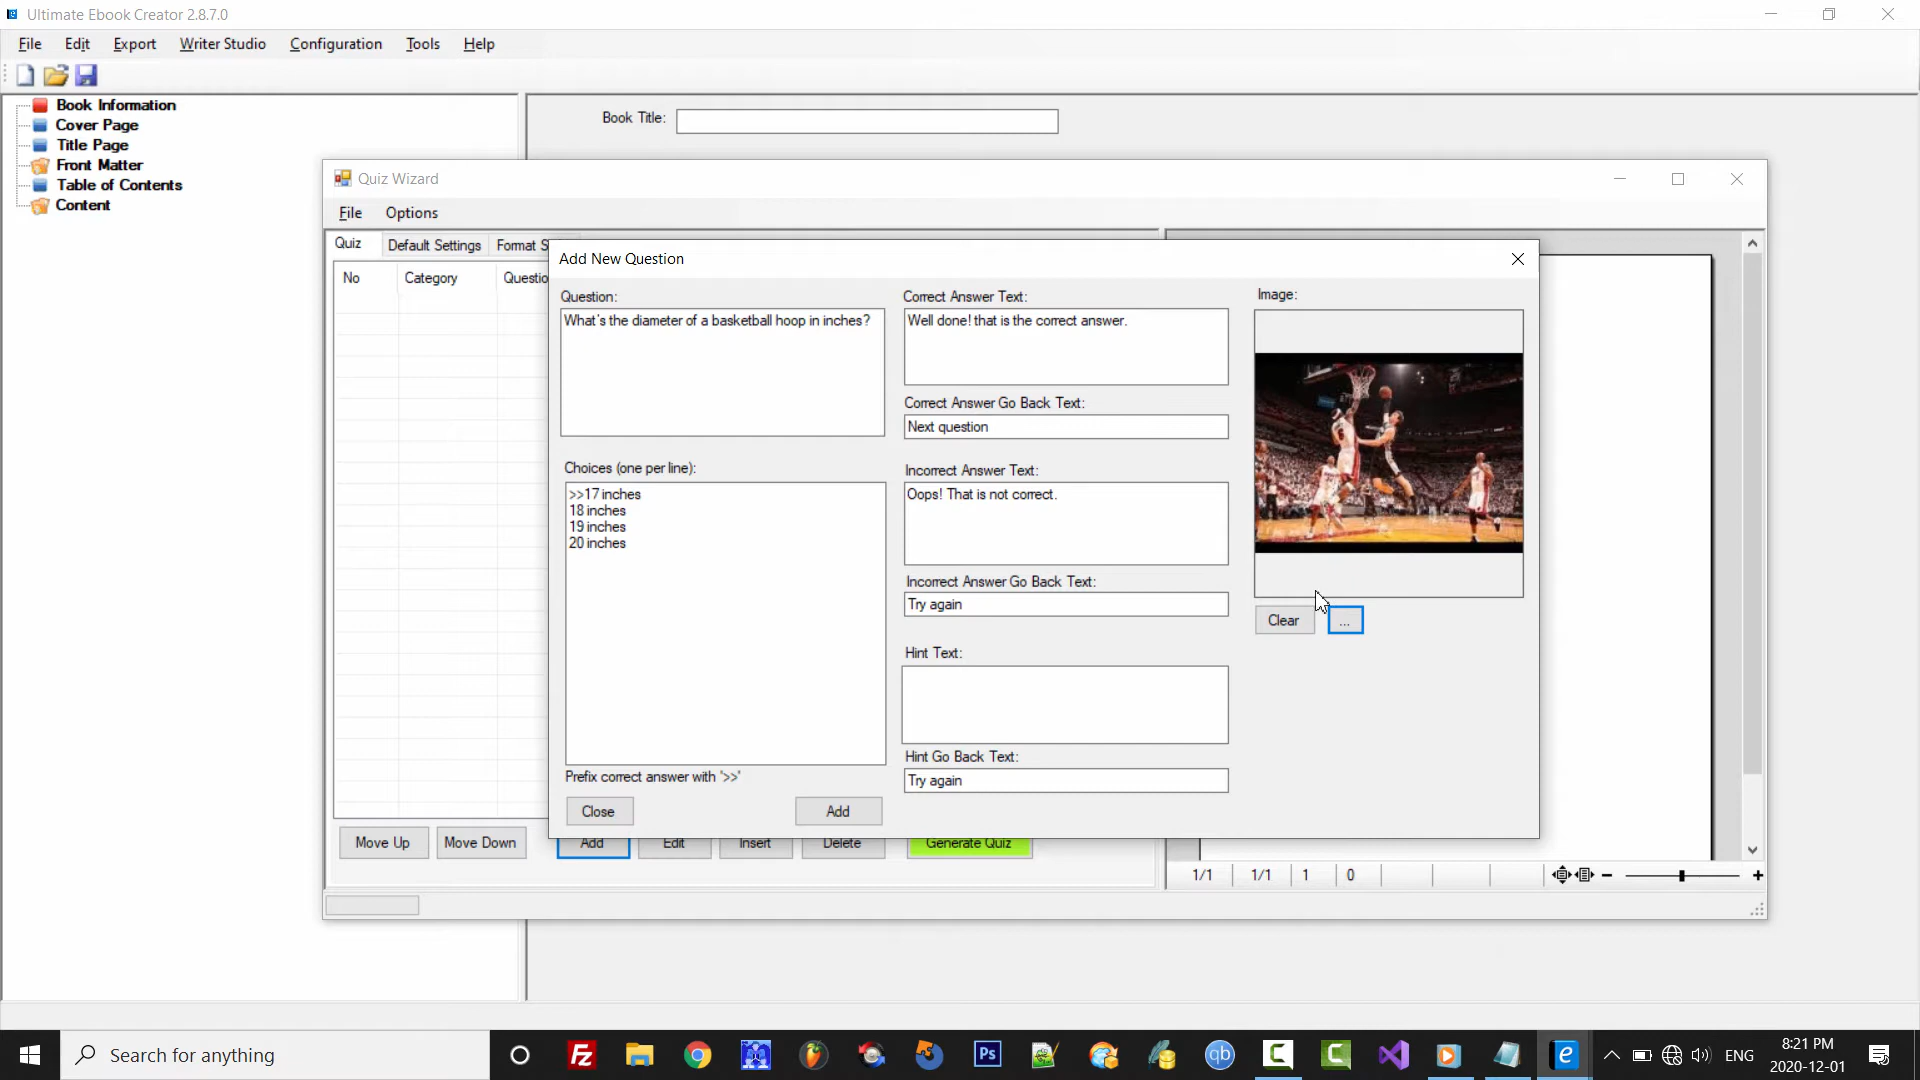 Ultimate Ebook Creator 2.8.7.0
File Edit Export Writer Studio Configuration Tools Help
Book Information
Cover Page
Title Page
Front Matter
Table of Contents
Content
Book Title:
Quiz Wizard
File Options
Quiz Default Settings Format S
No Category Questio
Add New Question
Question:
What's the diameter of a basketball hoop in inches?
Choices (one per line):
>>17 inches
18 inches
19 inches
20 inches
Prefix correct answer with '>>'
Close Add
Correct Answer Text:
Well done! that is the correct answer.
Correct Answer Go Back Text:
Next question
Incorrect Answer Text:
Oops! That is not correct.
Incorrect Answer Go Back Text:
Try again
Hint Text:
Hint Go Back Text:
Try again
Image:
Clear ...
Move Up Move Down Add Edit Insert Delete Generate Quiz
1/1 1/1 1 0
Search for anything
Fz
Ps
qb
ENG
8:21 PM
2020-12-01